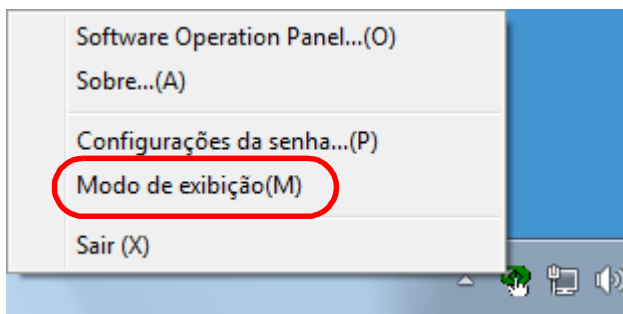 Software Operation Panel...(O)
Sobre...(A)
Configurações da senha...(P)
Modo de exibição(M)
Sair (X)